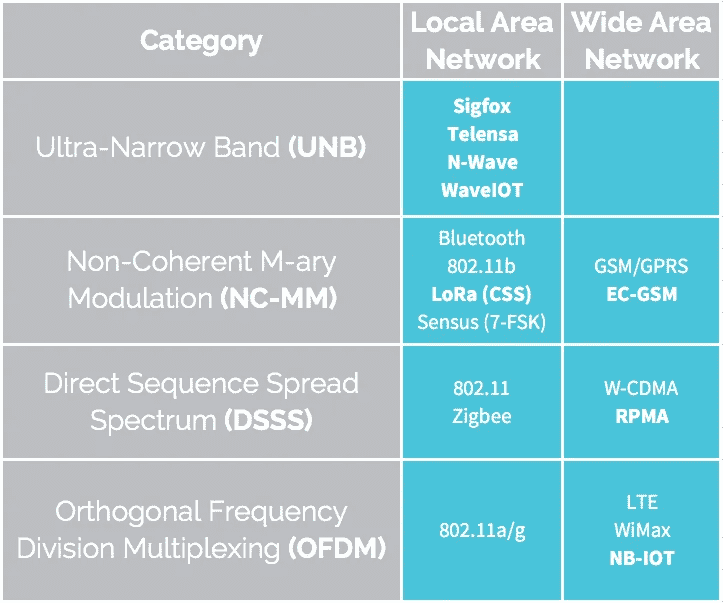 Category
Local Area
Network
Wide Area
Network
Ultra-Narrow Band (UNB)
Sigfox
Telensa
N-Wave
WaveIOT
Non-Coherent M-ary
Modulation (NC-MM)
Bluetooth
802.11b
LoRa (CSS)
Sensus (7-FSK)
GSM/GPRS
EC-GSM
Direct Sequence Spread
Spectrum (DSSS)
802.11
Zigbee
W-CDMA
RPMA
Orthogonal Frequency
Division Multiplexing (OFDM)
802.11a/g
LTE
WiMax
NB-IOT